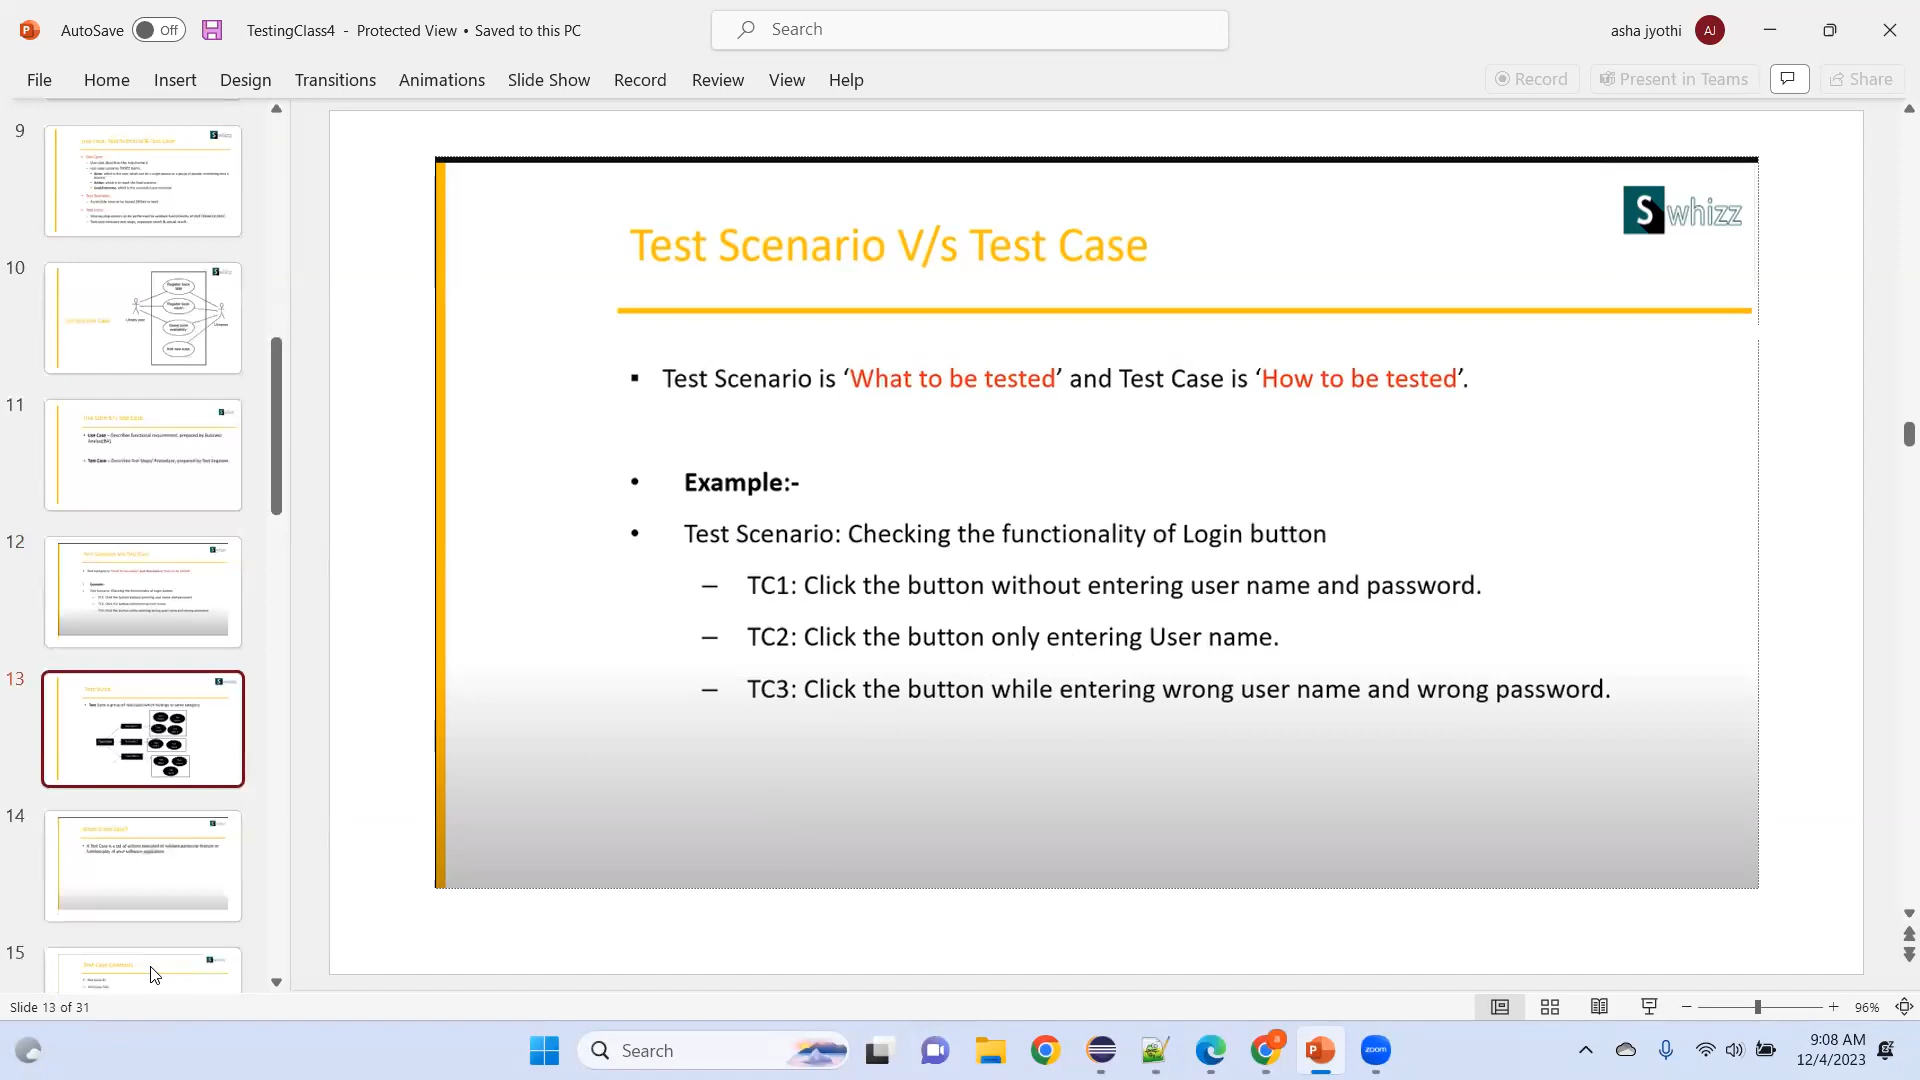 AutoSave Off TestingClass4 - Protected View • Saved to this PC Search asha jyothi AJ
File Home Insert Design Transitions Animations Slide Show Record Review View Help Record Present in Teams Share
9
10
11
12
13
14
15
S whizz
Test Scenario V/s Test Case
▪ Test Scenario is ‘What to be tested’ and Test Case is ‘How to be tested’.
• Example:-
• Test Scenario: Checking the functionality of Login button
– TC1: Click the button without entering user name and password.
– TC2: Click the button only entering User name.
– TC3: Click the button while entering wrong user name and wrong password.
Slide 13 of 31 96%
Search zoom 9:08 AM
12/4/2023